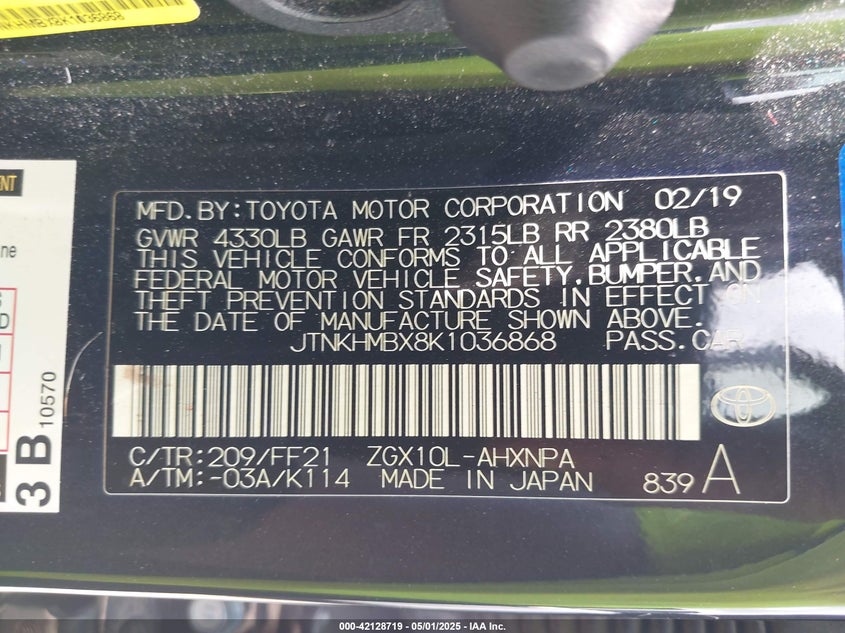 NKHMBX8K1036868
ENT
ne
S
D
3 B 10570
MFD.BY:TOYOTA MOTOR CORPORATION 02/19
GVWR 4330LB GAWR FR 2315LB RR 2380LB
THIS VEHICLE CONFORMS TO ALL APPLICABLE
FEDERAL MOTOR VEHICLE SAFETY,BUMPER,AND
THEFT PREVENTION STANDARDS IN EFFECT ON
THE DATE OF MANUFACTURE SHOWN ABOVE.
JTNKHMBX8K1036868 PASS.CAR
C/TR:209/FF21 ZGX10L-AHXNPA
A/TM:-03A/K114 MADE IN JAPAN 839 A
000-42128719 - 05/01/2025 - IAA Inc.